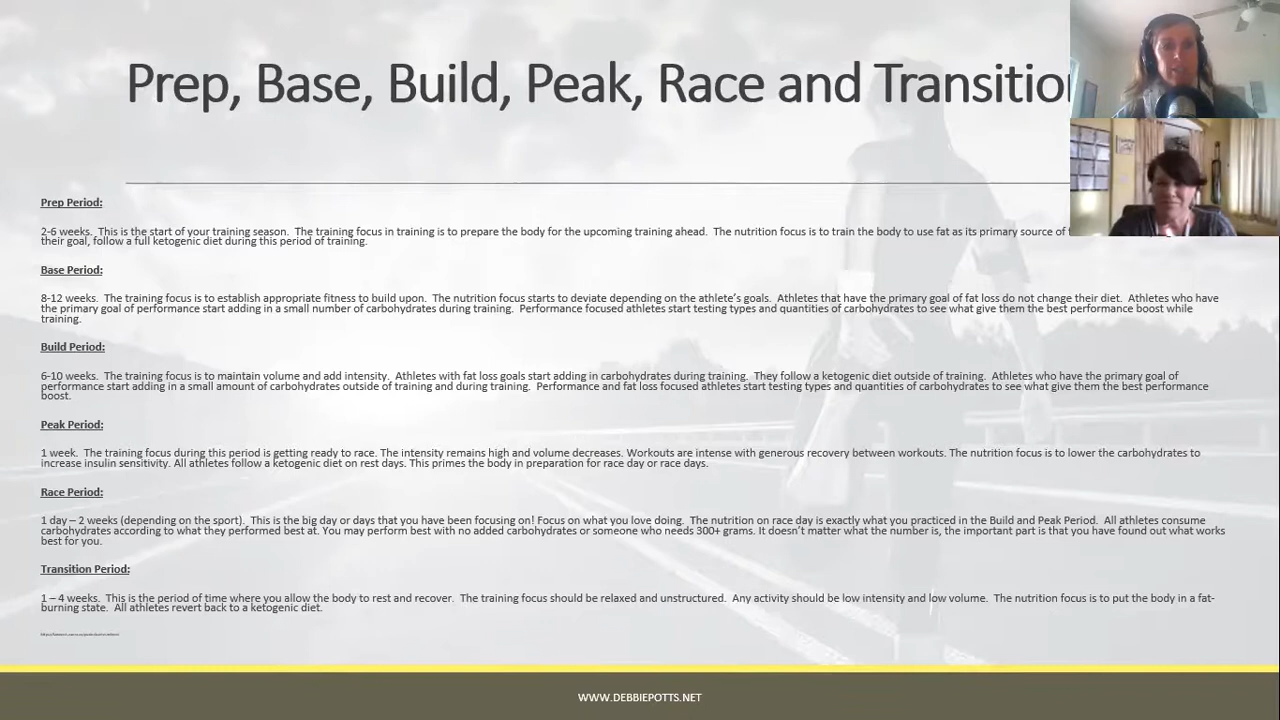 Prep, Base, Build, Peak, Race and Transitio
Prep Period:
2-6 weeks. This is the start of your training season. The training focus in training is to prepare the body for the upcoming training ahead. The nutrition focus is to train the body to use fat as its primary source of
their goal, follow a full ketogenic diet during this period of training.
Base Period:
8-12 weeks. The training focus is to establish appropriate fitness to build upon. The nutrition focus starts to deviate depending on the athlete's goals. Athletes that have the primary goal of fat loss do not change their diet. Athletes who have
the primary goal of performance start adding in a small number of carbohydrates during training. Performance focused athletes start testing types and quantities of carbohydrates to see what give them the best performance boost while
training.
Build Period:
6-10 weeks. The training focus is to maintain volume and add intensity. Athletes with fat loss goals start adding in carbohydrates during training. They follow a ketogenic diet outside of training. Athletes who have the primary goal of
performance start adding in a small amount of carbohydrates outside of training and during training. Performance and fat loss focused athletes start testing types and quantities of carbohydrates to see what give them the best performance
boost.
Peak Period:
1 week. The training focus during this period is getting ready to race. The intensity remains high and volume decreases. Workouts are intense with generous recovery between workouts. The nutrition focus is to lower the carbohydrates to
increase insulin sensitivity. All athletes follow a ketogenic diet on rest days. This primes the body in preparation for race day or race days.
Race Period:
1 day – 2 weeks (depending on the sport). This is the big day or days that you have been focusing on! Focus on what you love doing. The nutrition on race day is exactly what you practiced in the Build and Peak Period. All athletes consume
carbohydrates according to what they performed best at. You may perform best with no added carbohydrates or someone who needs 300+ grams. It doesn't matter what the number is, the important part is that you have found out what works
best for you.
Transition Period:
1 – 4 weeks. This is the period of time where you allow the body to rest and recover. The training focus should be relaxed and unstructured. Any activity should be low intensity and low volume. The nutrition focus is to put the body in a fat-
burning state. All athletes revert back to a ketogenic diet.
WWW.DEBBIEPOTTS.NET